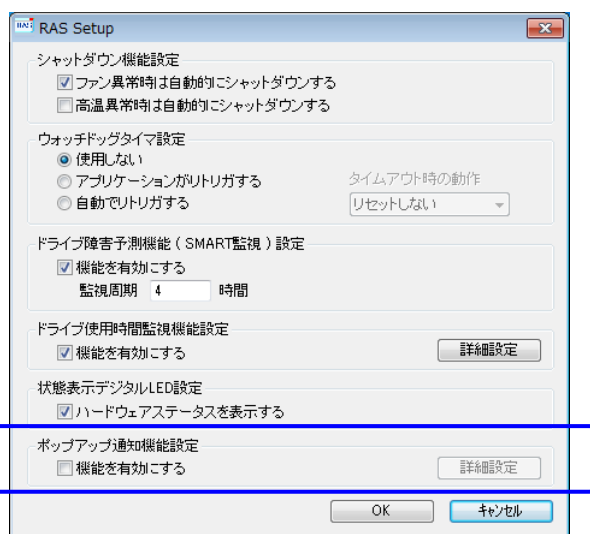 RAS RAS Setup
シャットダウン機能設定
ファン異常時は自動的にシャットダウンする
高温異常時は自動的にシャットダウンする
ウォッチドッグタイマ設定
使用しない
アプリケーションがリトリガする タイムアウト時の動作
自動でリトリガする リセットしない
ドライブ障害予測機能（SMART監視）設定
機能を有効にする
監視周期 4 時間
ドライブ使用時間監視機能設定
機能を有効にする 詳細設定
状態表示デジタルLED設定
ハードウェアステータスを表示する
ポップアップ通知機能設定
機能を有効にする 詳細設定
OK キャンセル